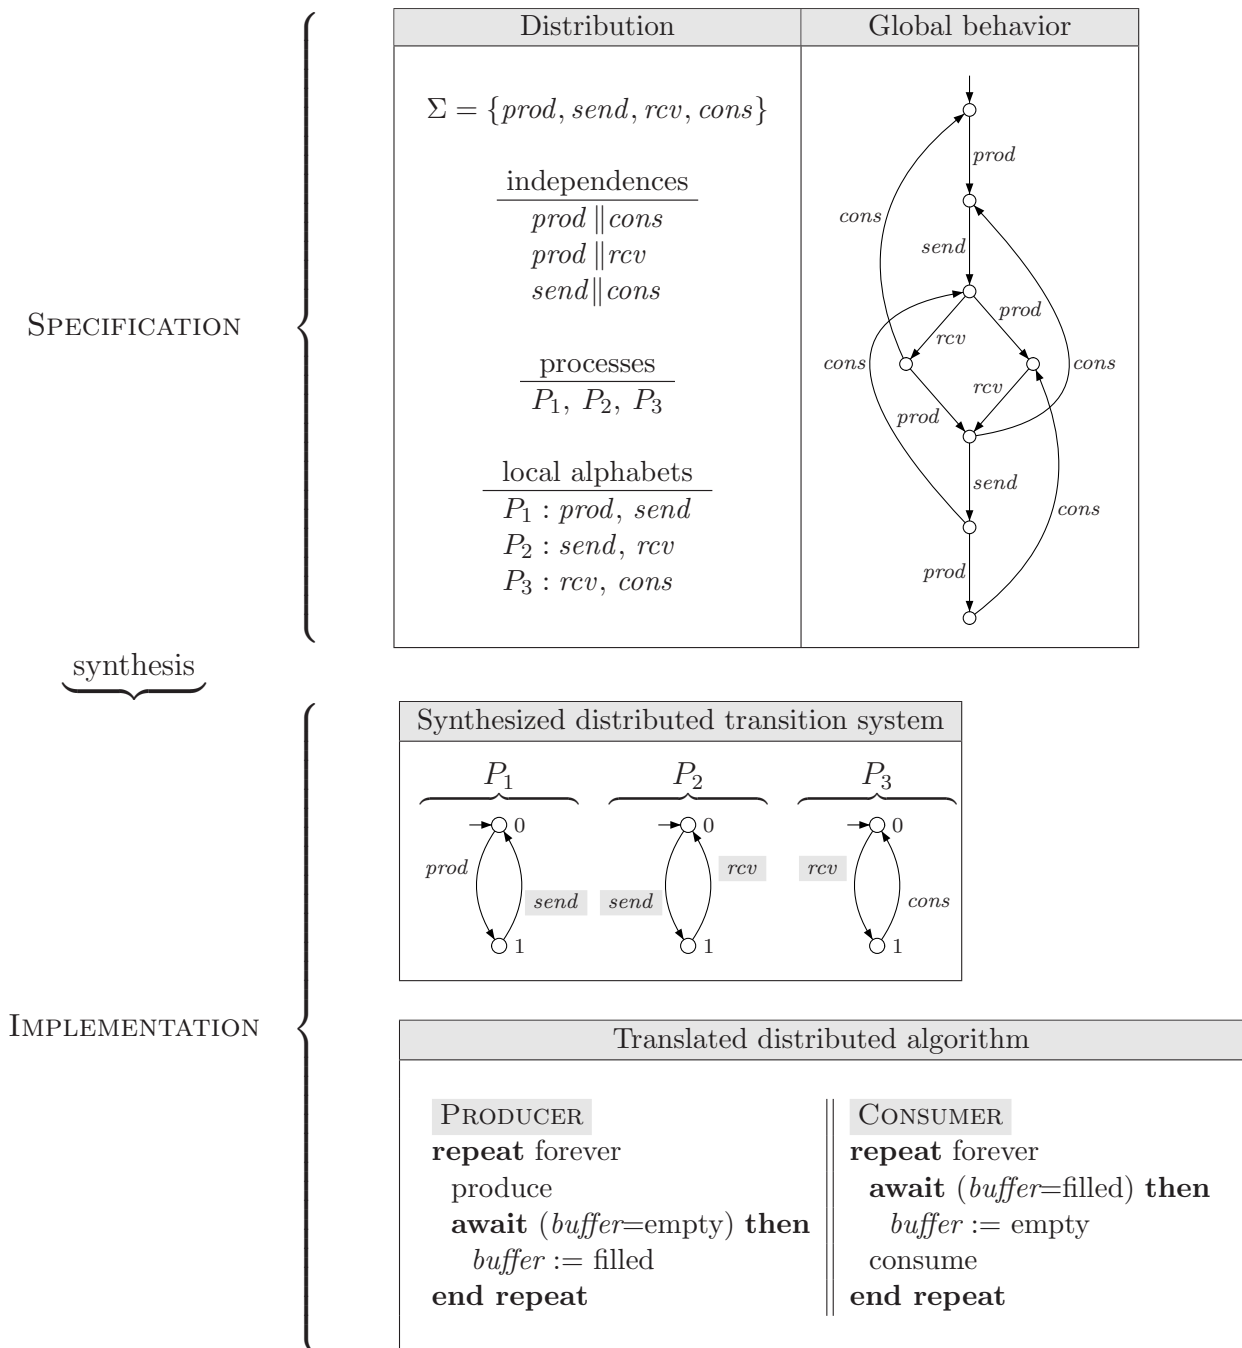 Distribution
Global behavior
Σ = {prod, send, rcv, cons}
independences
prod ∥ cons
prod ∥ rcv
send ∥ cons
processes
P1, P2, P3
local alphabets
P1 : prod, send
P2 : send, rcv
P3 : rcv, cons
prod
cons
send
prod
rcv
cons
rcv
cons
prod
send
cons
prod
SPECIFICATION
synthesis
IMPLEMENTATION
Synthesized distributed transition system
P1
P2
P3
0
0
0
prod
rcv
rcv
send
send
cons
1
1
1
Translated distributed algorithm
PRODUCER
repeat forever
produce
await (buffer=empty) then
buffer := filled
end repeat
CONSUMER
repeat forever
await (buffer=filled) then
buffer := empty
consume
end repeat